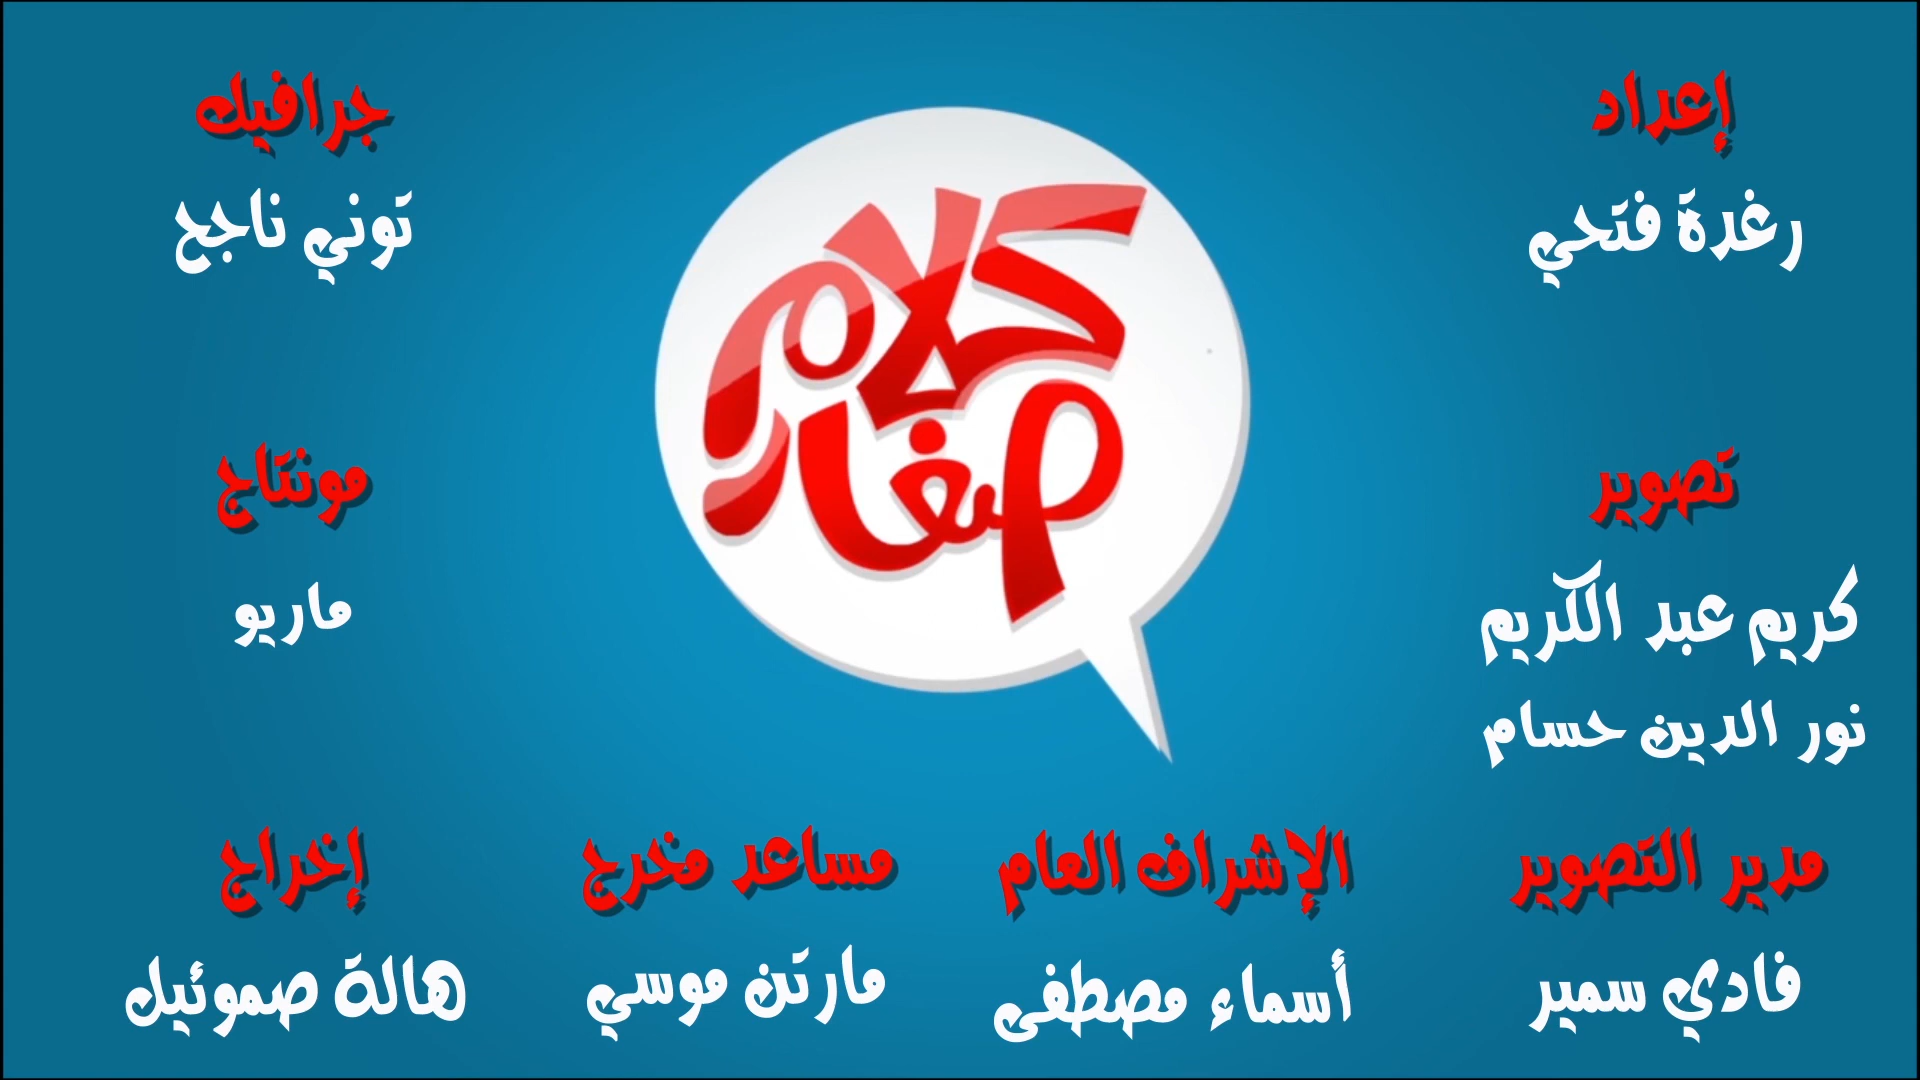 إعداد
رغدة فتحي
جرافيك
توني ناجح
كلام
صغار
تصوير
كريم عبد الكريم
نور الدين حسام
مونتاج
ماريو
مدير التصوير
فادي سمير
الإشراف العام
أسماء مصطفى
مساعد مخرج
مارتن موسي
إخراج
هالة صموئيل